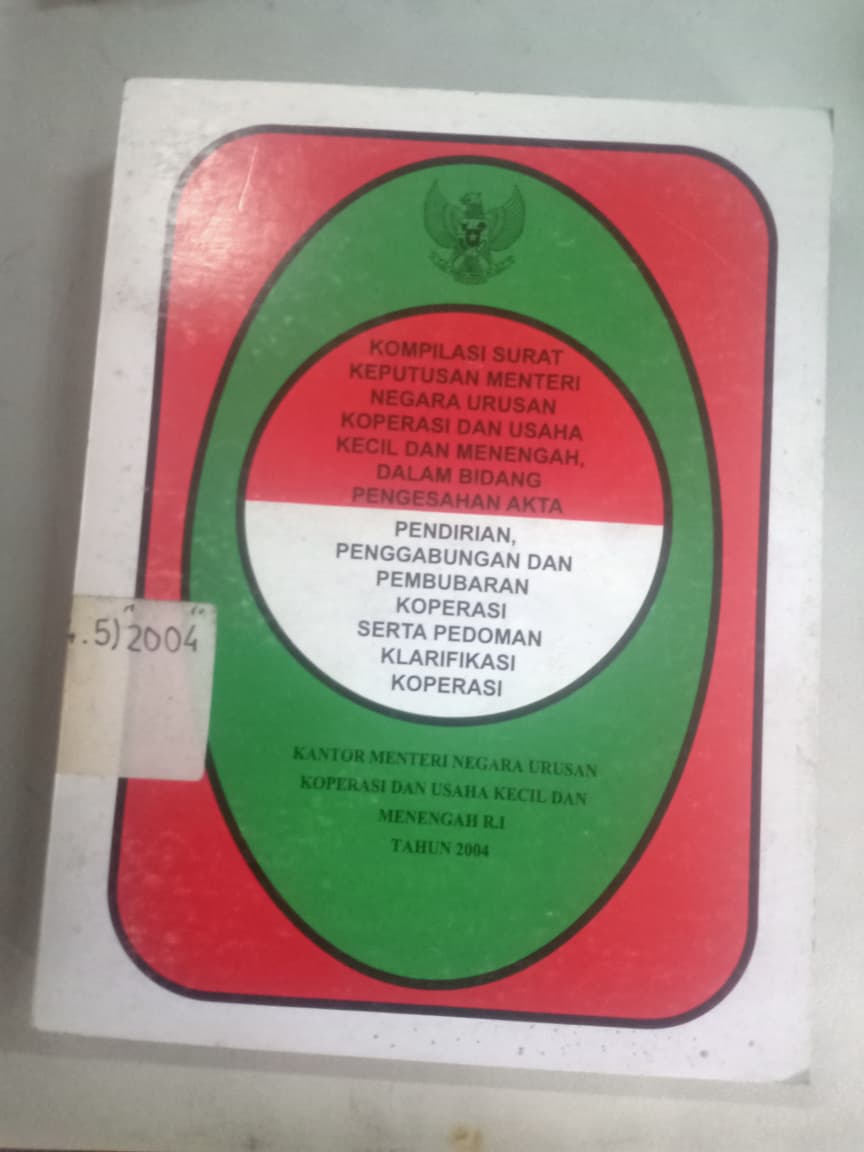 KOMPILASI SURAT
KEPUTUSAN MENTERI
NEGARA URUSAN
KOPERASI DAN USAHA
KECIL DAN MENENGAH,
DALAM BIDANG
PENGESAHAN AKTA
PENDIRIAN,
PENGGABUNGAN DAN
PEMBUBARAN
KOPERASI
SERTA PEDOMAN
KLARIFIKASI
KOPERASI
.5)"2004"
KANTOR MENTERI NEGARA URUSAN
KOPERASI DAN USAHA KECIL DAN
MENENGAH R.I
TAHUN 2004